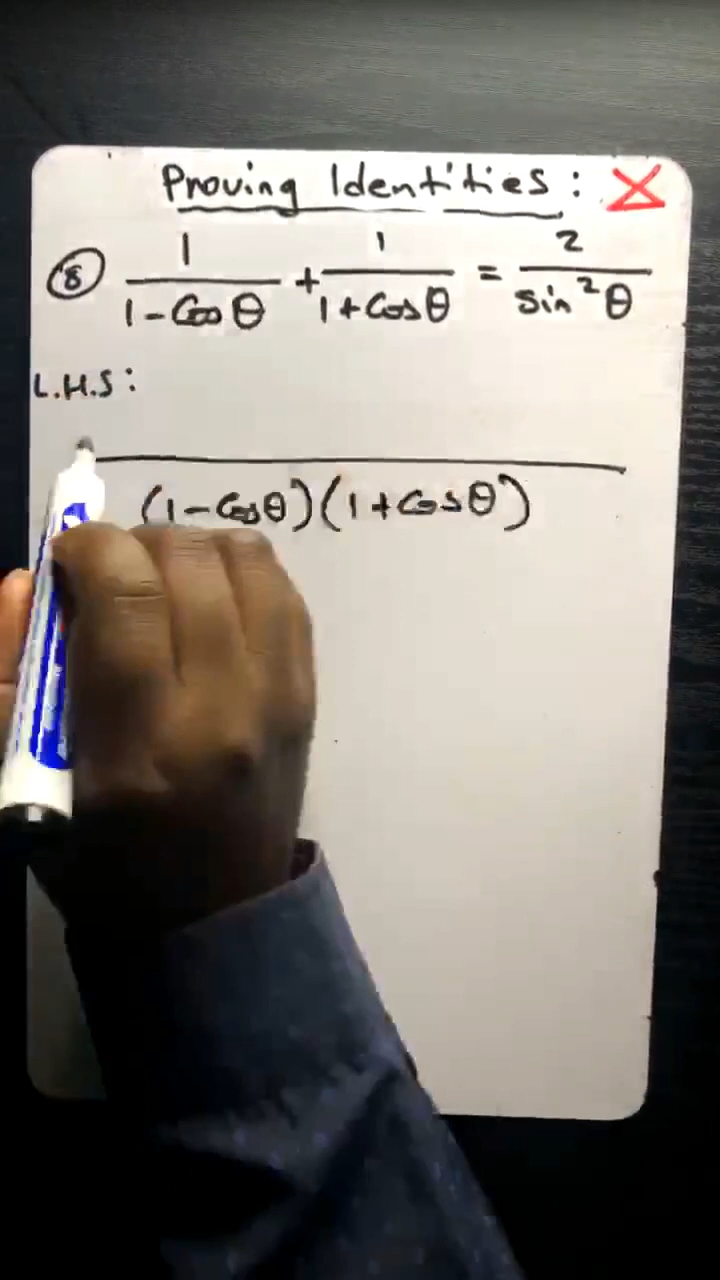 Proving Identities: X
8 1/(1-Cosθ) + 1/(1+Cosθ) = 2/sin²θ
L.H.S:
(1-Cosθ)(1+Cosθ)